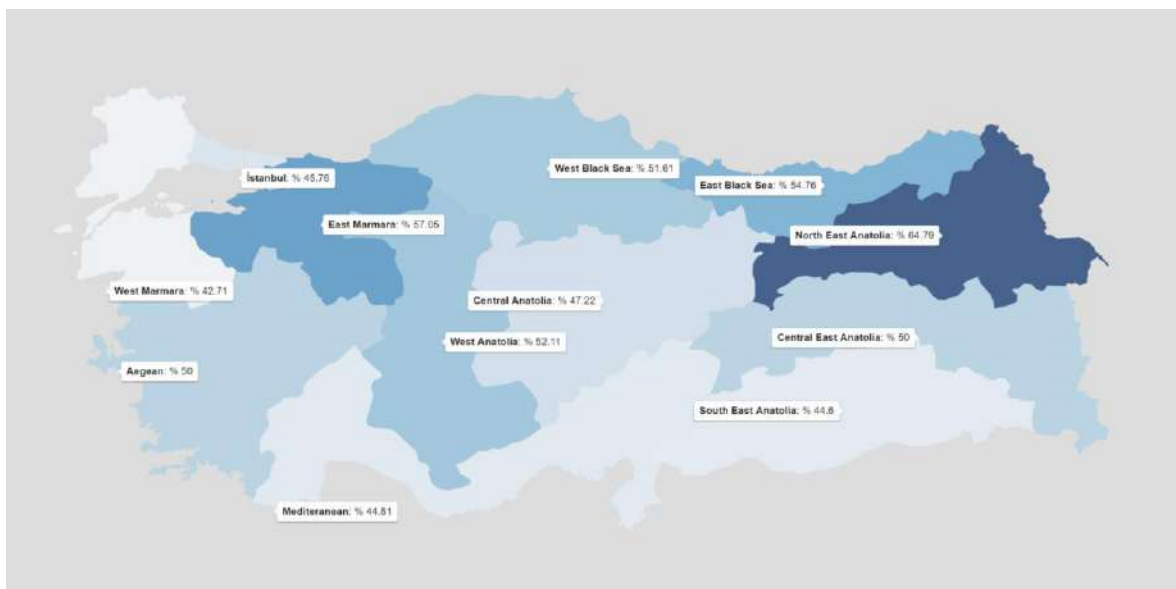 West Black Sea: % 51.61
İstanbul: % 45.76
East Black Sea: % 54.76
East Marmara: % 57.05
North East Anatolia: % 64.79
West Marmara: % 42.71
Central Anatolia: % 47.22
Central East Anatolia: % 50
West Anatolia: % 52.11
Aegean: % 50
South East Anatolia: % 44.6
Mediteranean: % 44.81